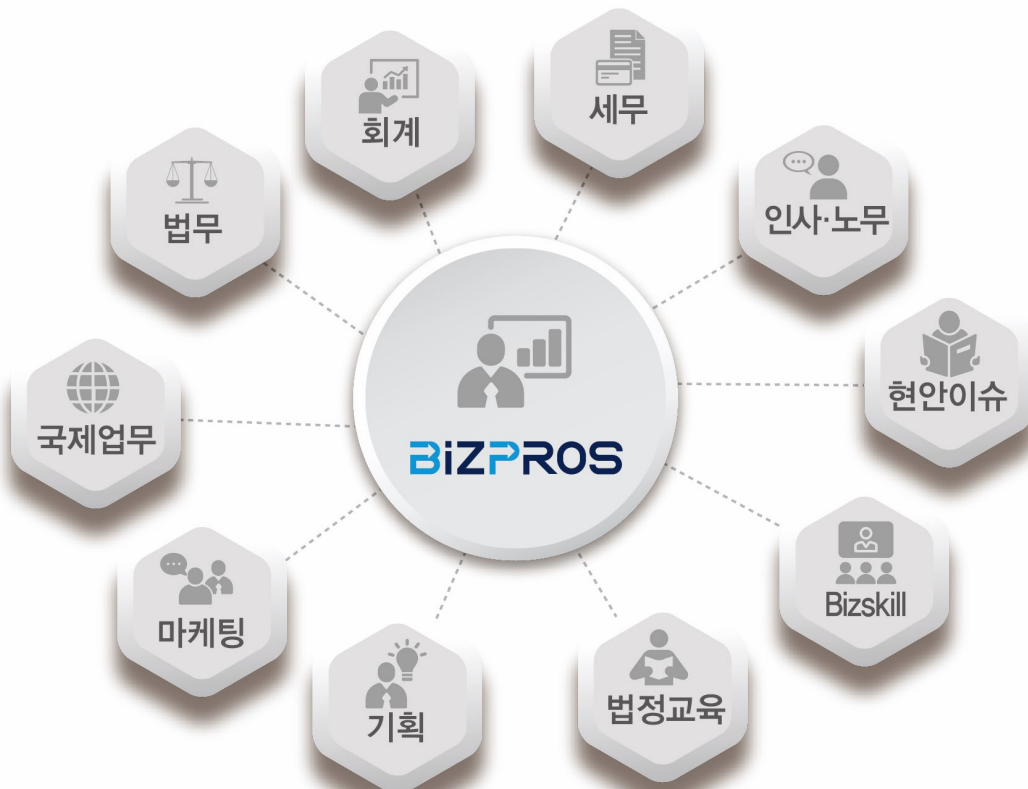 회계
세무
법무
인사·노무
BiZPROS
현안이슈
국제업무
Bizskill
마케팅
법정교육
기획